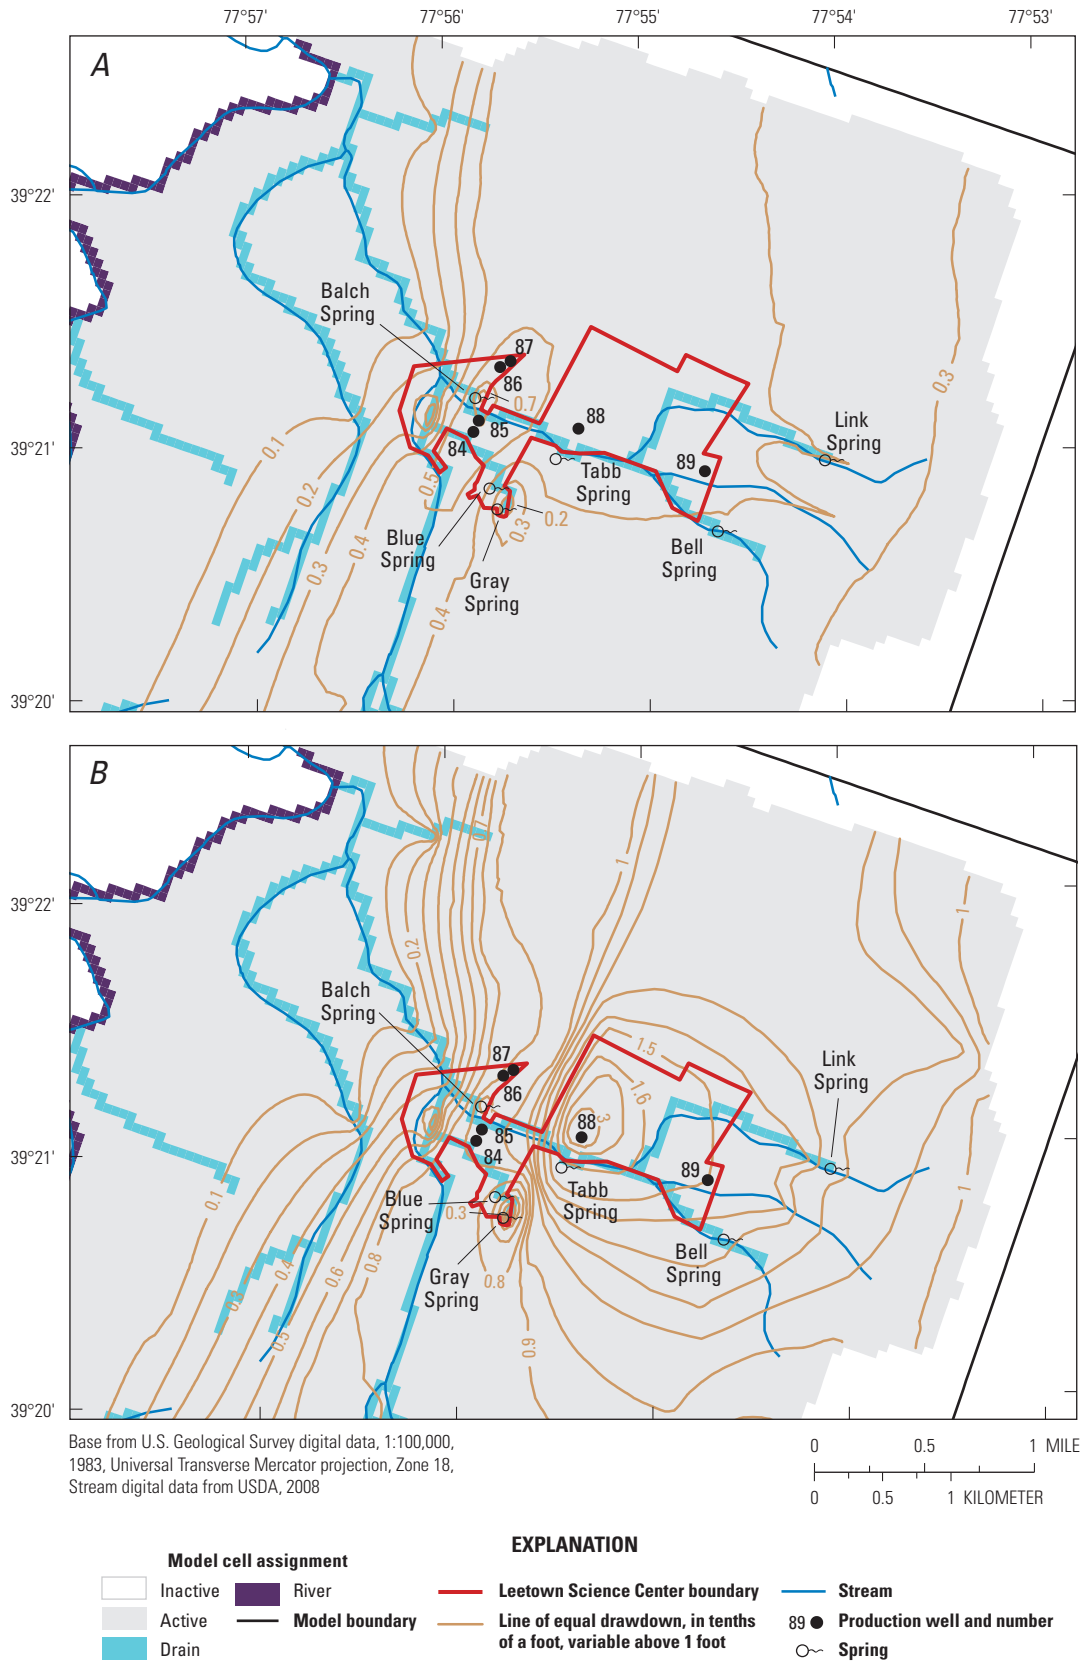 77°57'
77°56'
77°55'
77°54'
77°53'
A
39°22'
39°21'
39°20'
Balch
Spring
87
86
0.7
85
84
88
89
Link
Spring
Tabb
Spring
Bell
Spring
Blue
Spring
Gray
Spring
0.1
0.2
0.3
0.4
0.5
0.3
0.2
0.4
0.3
B
39°22'
39°21'
39°20'
0.7
0.2
1
1
Balch
Spring
87
86
85
84
88
3
1.5
1.6
89
Link
Spring
Tabb
Spring
Bell
Spring
Blue
Spring
0.3
Gray
Spring
0.8
0.9
0.1
0.3
0.4
0.5
0.6
0.8
1
Base from U.S. Geological Survey digital data, 1:100,000,
1983, Universal Transverse Mercator projection, Zone 18,
Stream digital data from USDA, 2008
0 0.5 1 MILE
0 0.5 1 KILOMETER
EXPLANATION
Model cell assignment
Inactive
Active
Drain
River
Model boundary
Leetown Science Center boundary
Line of equal drawdown, in tenths
of a foot, variable above 1 foot
Stream
89 Production well and number
Spring